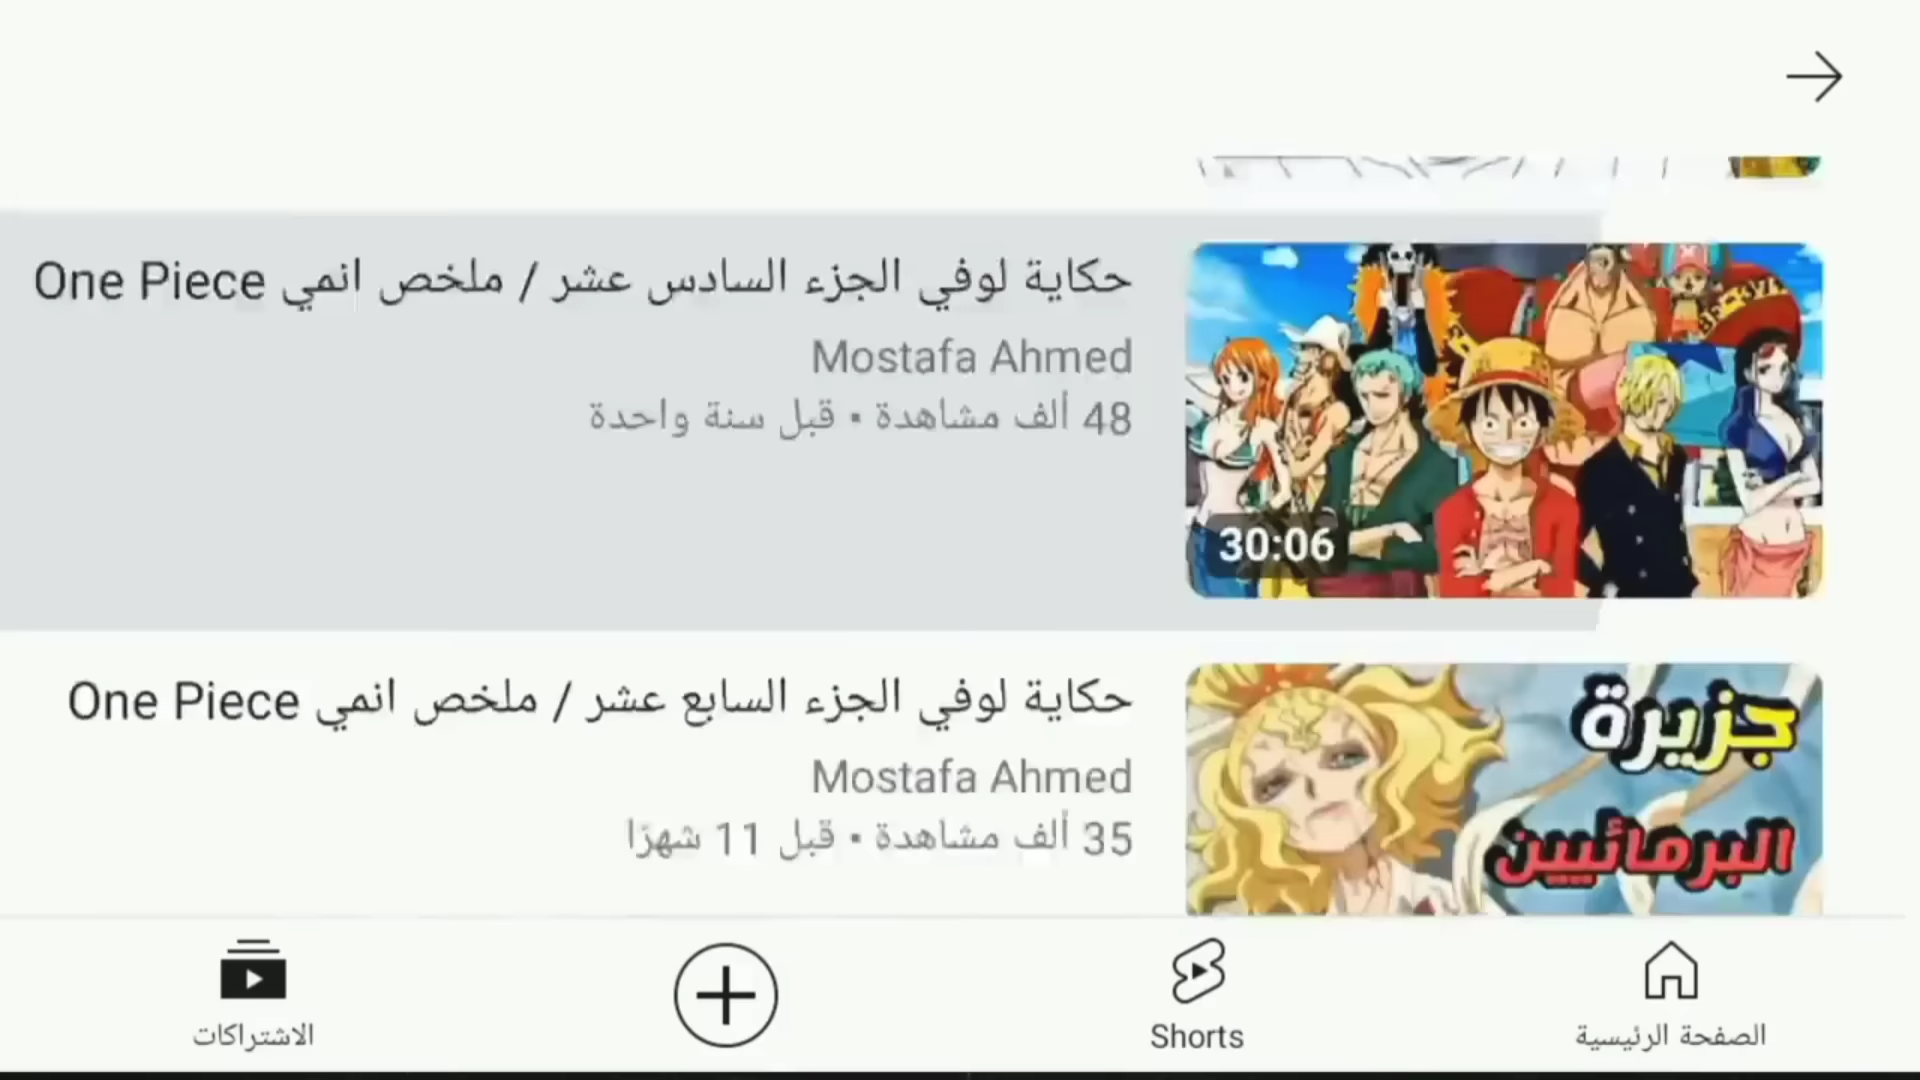 حكاية لوفي الجزء السادس عشر / ملخص انمي One Piece
Mostafa Ahmed
48 ألف مشاهدة • قبل سنة واحدة
30:06
حكاية لوفي الجزء السابع عشر / ملخص انمي One Piece
Mostafa Ahmed
35 ألف مشاهدة • قبل 11 شهرًا
جزيرة
البرمائيين
الصفحة الرئيسية
Shorts
الاشتراكات